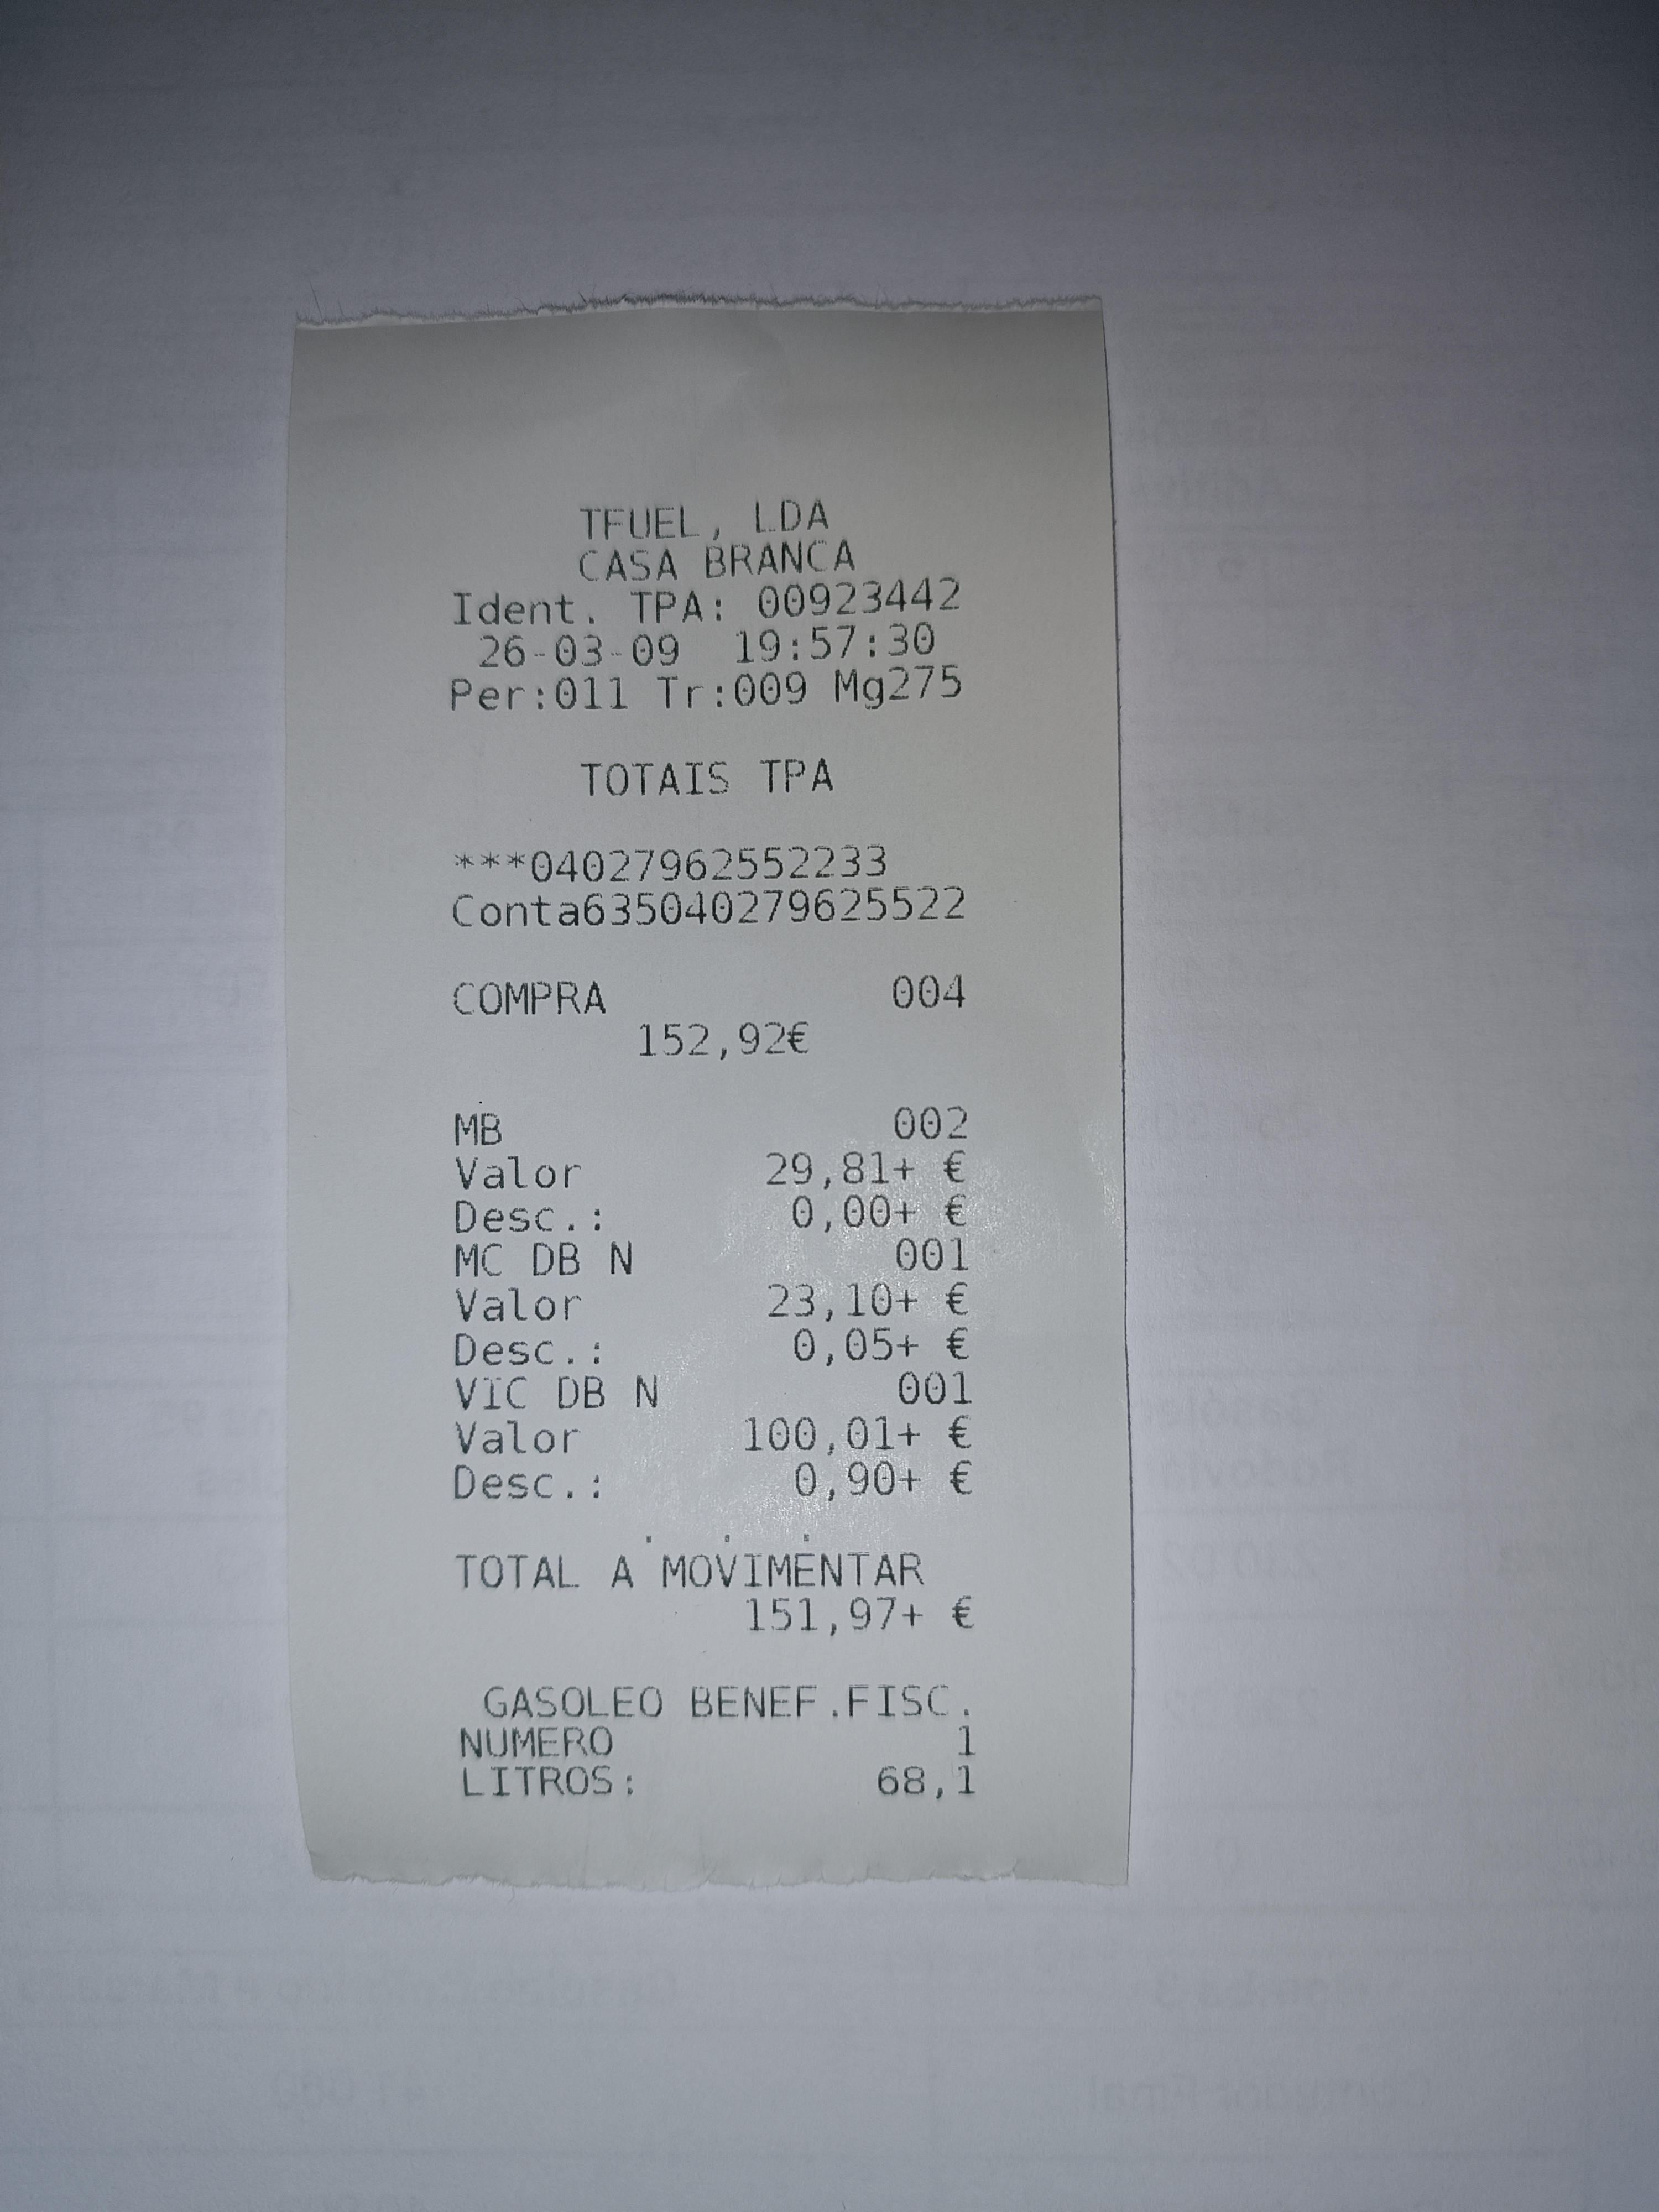 TFUEL, LDA
CASA BRANCA
Ident. TPA: 00923442
26-03-09 19:57:30
Per:011 Tr:009 Mg275
TOTAIS TPA
***04027962552233
Conta635040279625522
COMPRA 004
152,92€
MB 002
Valor 29,81+ €
Desc.: 0,00+ €
MC DB N 001
Valor 23,10+ €
Desc.: 0,05+ €
VIC DB N 001
Valor 100,01+ €
Desc.: 0,90+ €
TOTAL A MOVIMENTAR
151,97+ €
GASOLEO BENEF.FISC.
NUMERO 1
LITROS: 68,1